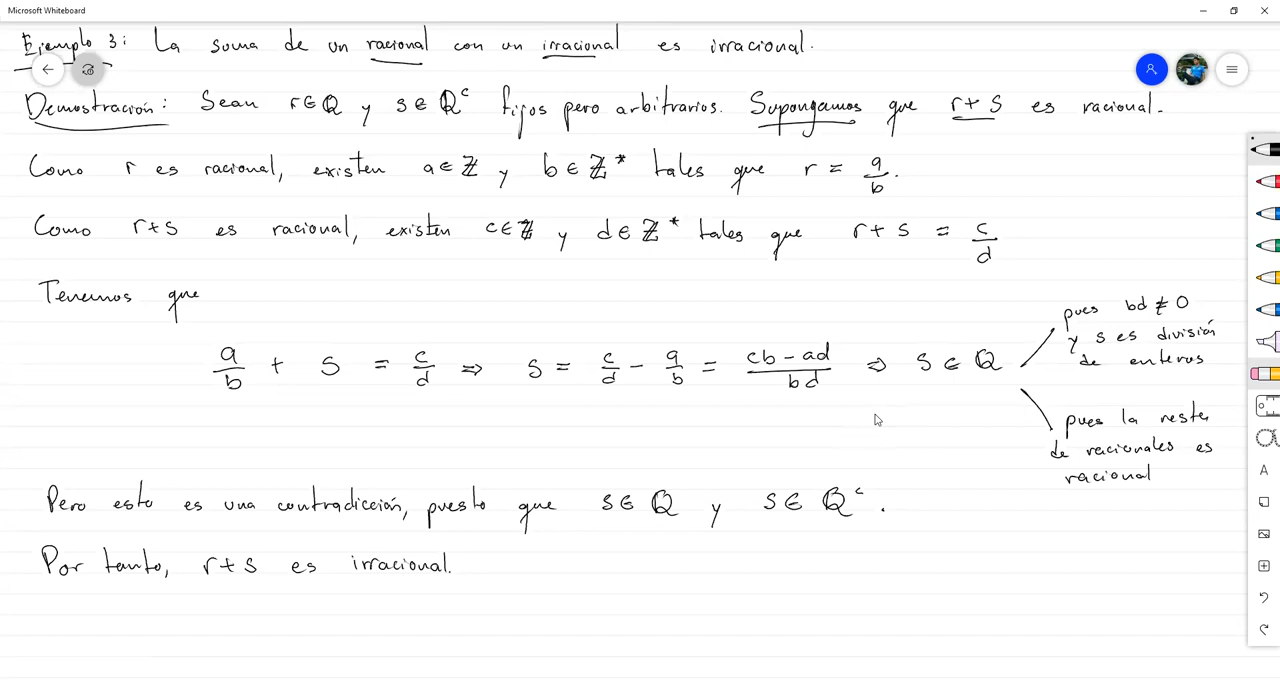 Microsoft Whiteboard
Ejemplo 3: La suma de un racional con un irracional es irracional.
Demostración: Sean r∈ℚ y s∈ℚᶜ fijos pero arbitrarios. Supongamos que r+s es racional.
Como r es racional, existen a∈ℤ y b∈ℤ* tales que r = a/b.
Como r+s es racional, existen c∈ℤ y d∈ℤ* tales que r+s = c/d
Tenemos que
a/b + s = c/d ⇒ s = c/d - a/b = (cb-ad)/bd ⇒ s∈ℚ
pues bd ≠ 0
y s es división
de enteros
pues la resta
de racionales es
racional
Pero esto es una contradicción, puesto que s∈ℚ y s∈ℚᶜ.
Por tanto, r+s es irracional.
A